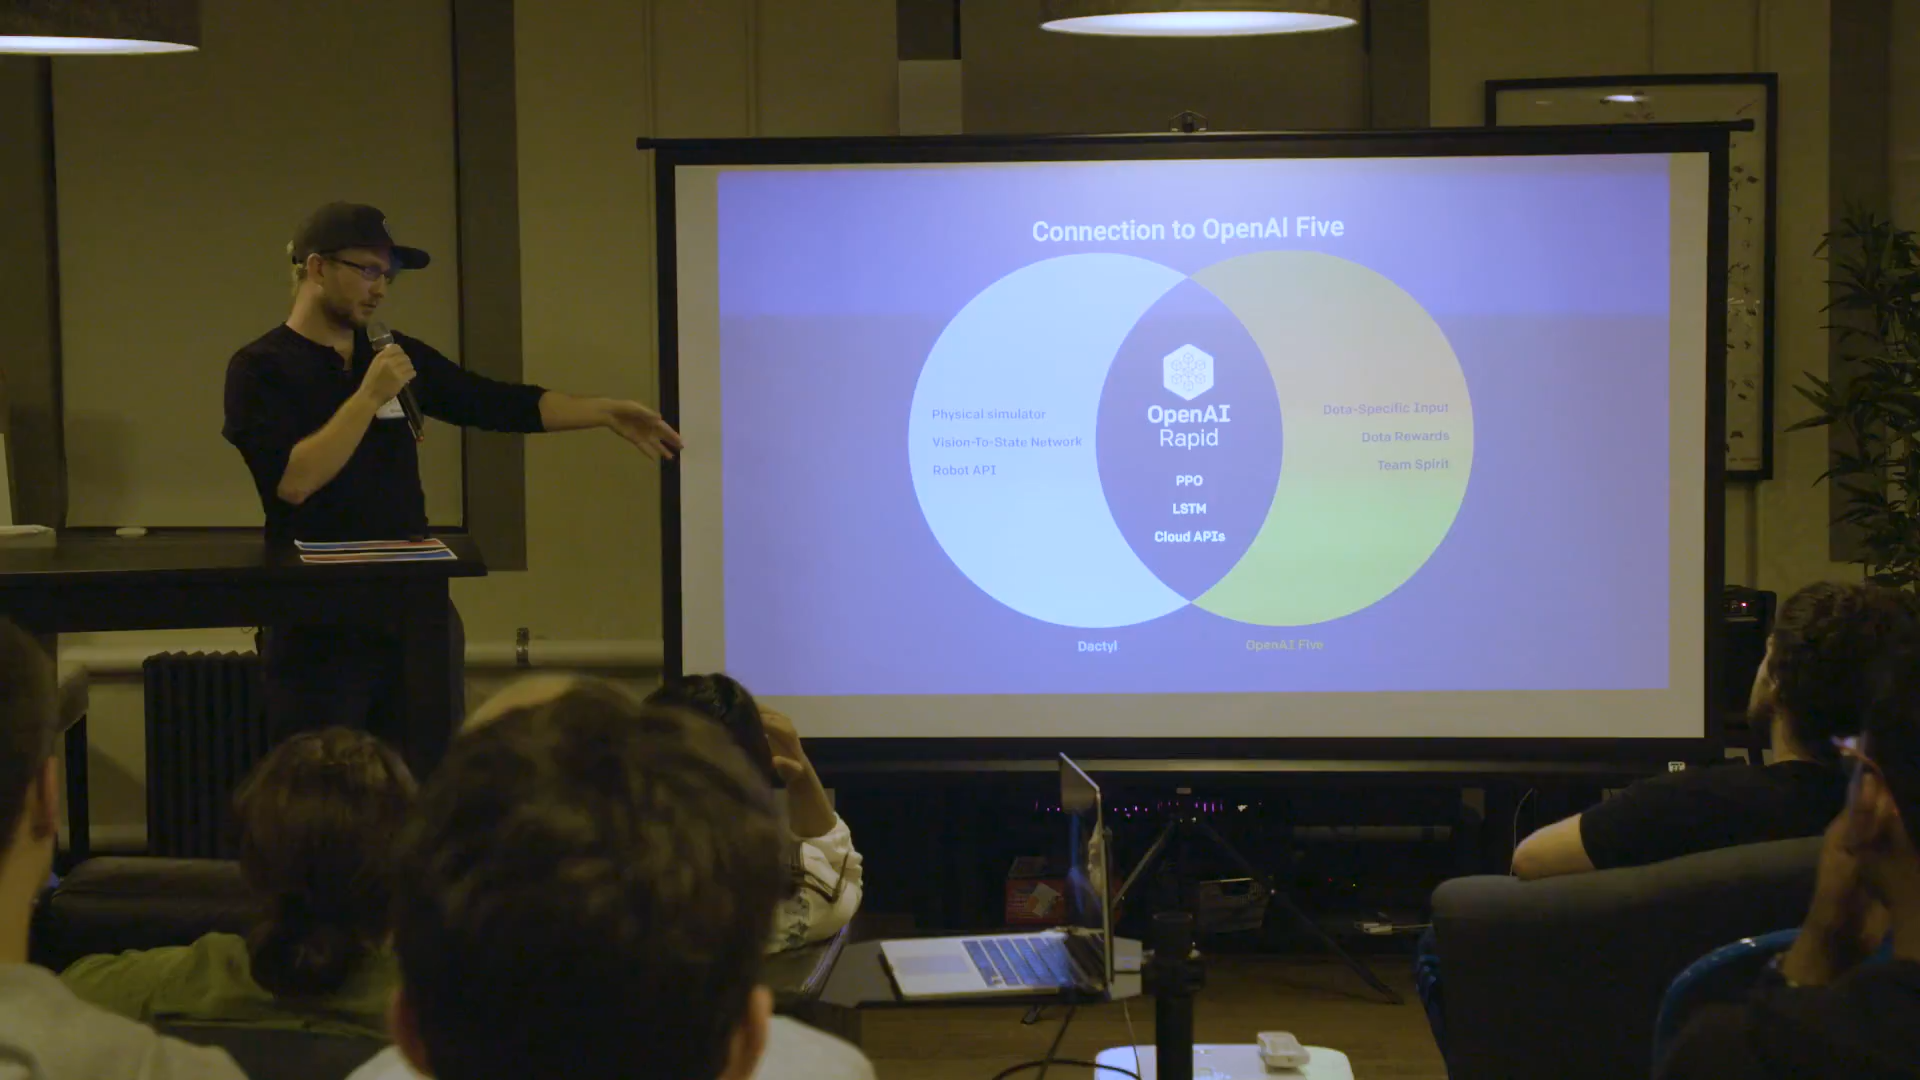 Connection to OpenAI Five
Physical simulator
Vision-To-State Network
Robot API
OpenAI
Rapid
PPO
LSTM
Cloud APIs
Dota-Specific Input
Dota Rewards
Team Spirit
Dactyl
OpenAI Five